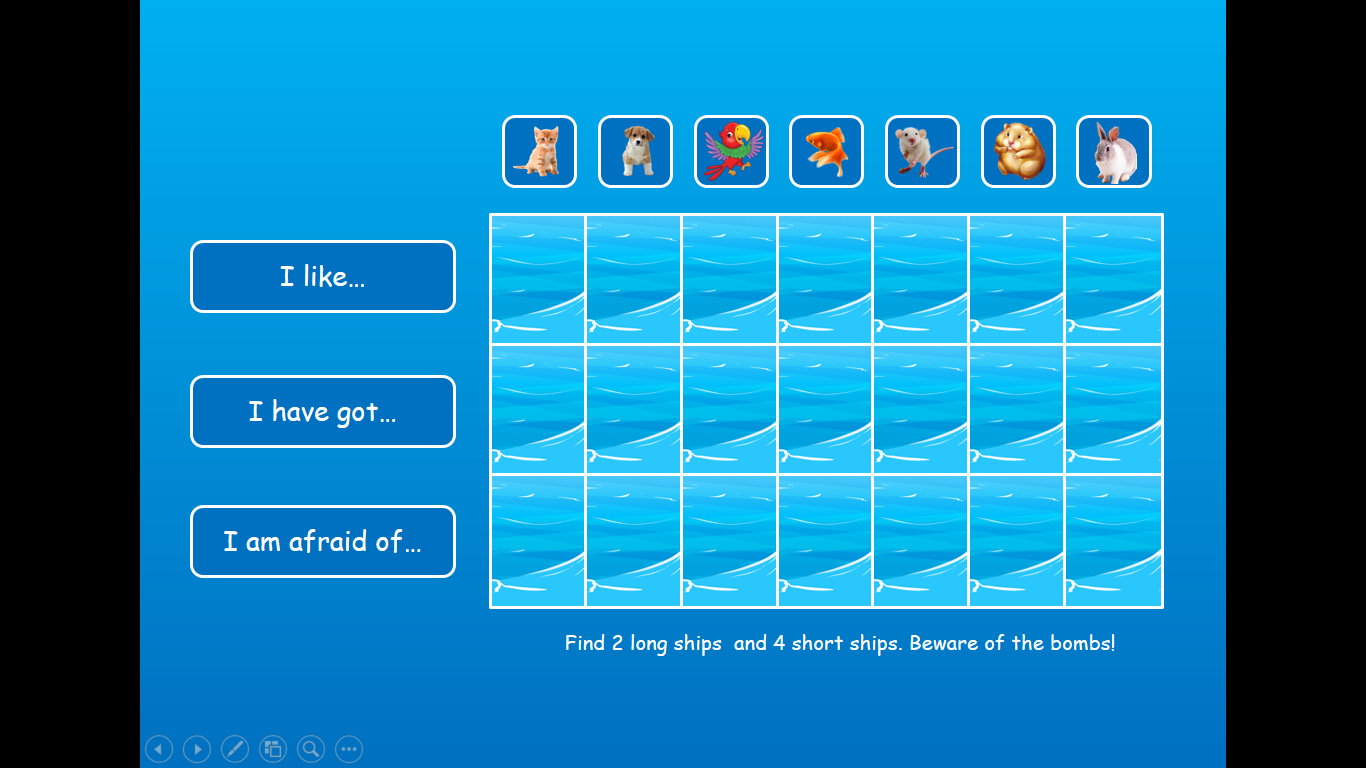 I like...
I have got...
I am afraid of...
Find 2 long ships  and 4 short ships. Beware of the bombs!